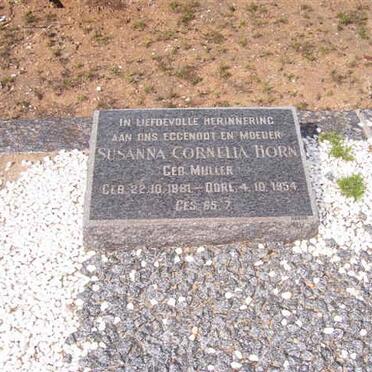 IN LIEFDEVOLLE HERINNERING
AAN ONS EGGENOOT EN MOEDER
SUSANNA CORNELIA HORN
GEB. MULLER
GEB. 22.10.1881 – OORL. 4.10.1954
GES. 65.7.